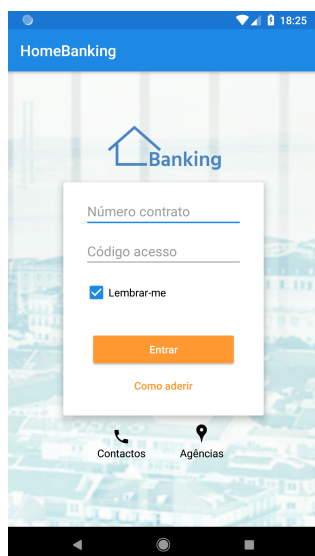 18:25
HomeBanking
Banking
Número contrato
Código acesso
Lembrar-me
Entrar
Como aderir
Contactos Agências